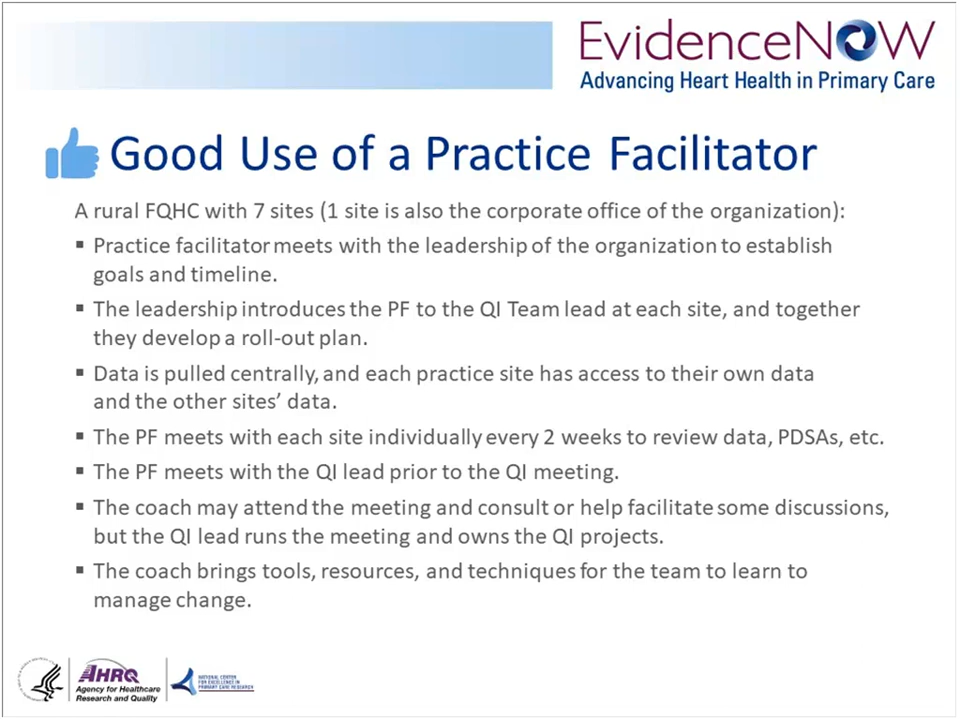 EvidenceNOW
Advancing Heart Health in Primary Care
Good Use of a Practice Facilitator
A rural FQHC with 7 sites (1 site is also the corporate office of the organization):
▪ Practice facilitator meets with the leadership of the organization to establish
goals and timeline.
▪ The leadership introduces the PF to the QI Team lead at each site, and together
they develop a roll-out plan.
▪ Data is pulled centrally, and each practice site has access to their own data
and the other sites’ data.
▪ The PF meets with each site individually every 2 weeks to review data, PDSAs, etc.
▪ The PF meets with the QI lead prior to the QI meeting.
▪ The coach may attend the meeting and consult or help facilitate some discussions,
but the QI lead runs the meeting and owns the QI projects.
▪ The coach brings tools, resources, and techniques for the team to learn to
manage change.
AHRQ
Agency for Healthcare
Research and Quality
NATIONAL CENTER
FOR EXCELLENCE IN
PRIMARY CARE RESEARCH